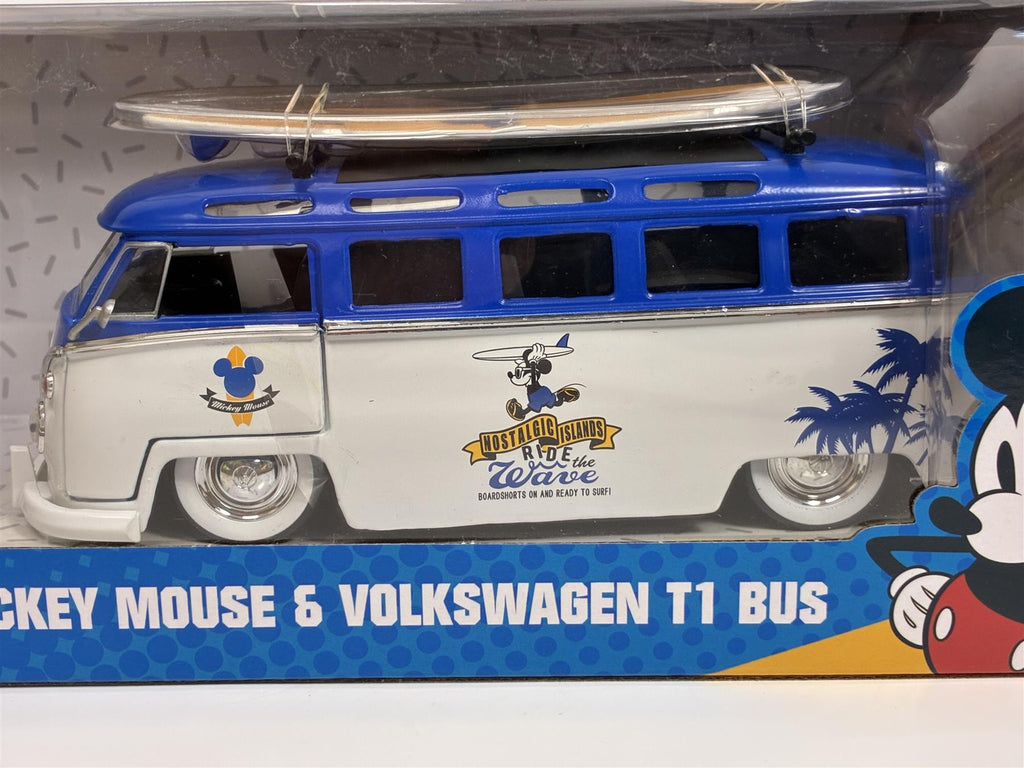 Mickey Mouse
NOSTALGIC ISLANDS
RIDE
the
Wave
BOARDSHORTS ON AND READY TO SURF!
CKEY MOUSE & VOLKSWAGEN T1 BUS